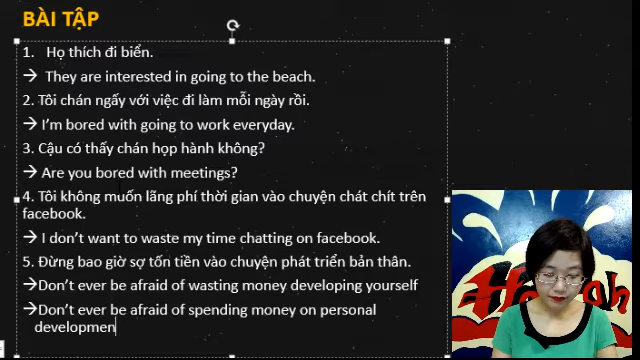 BÀI TẬP
1. Họ thích đi biển.
→ They are interested in going to the beach.
2. Tôi chán ngấy với việc đi làm mỗi ngày rồi.
→ I'm bored with going to work everyday.
3. Cậu có thấy chán họp hành không?
→ Are you bored with meetings?
4. Tôi không muốn lãng phí thời gian vào chuyện chát chít trên
facebook.
→ I don't want to waste my time chatting on facebook.
5. Đừng bao giờ sợ tốn tiền vào chuyện phát triển bản thân.
→Don't ever be afraid of wasting money developing yourself
→Don't ever be afraid of spending money on personal
developmen